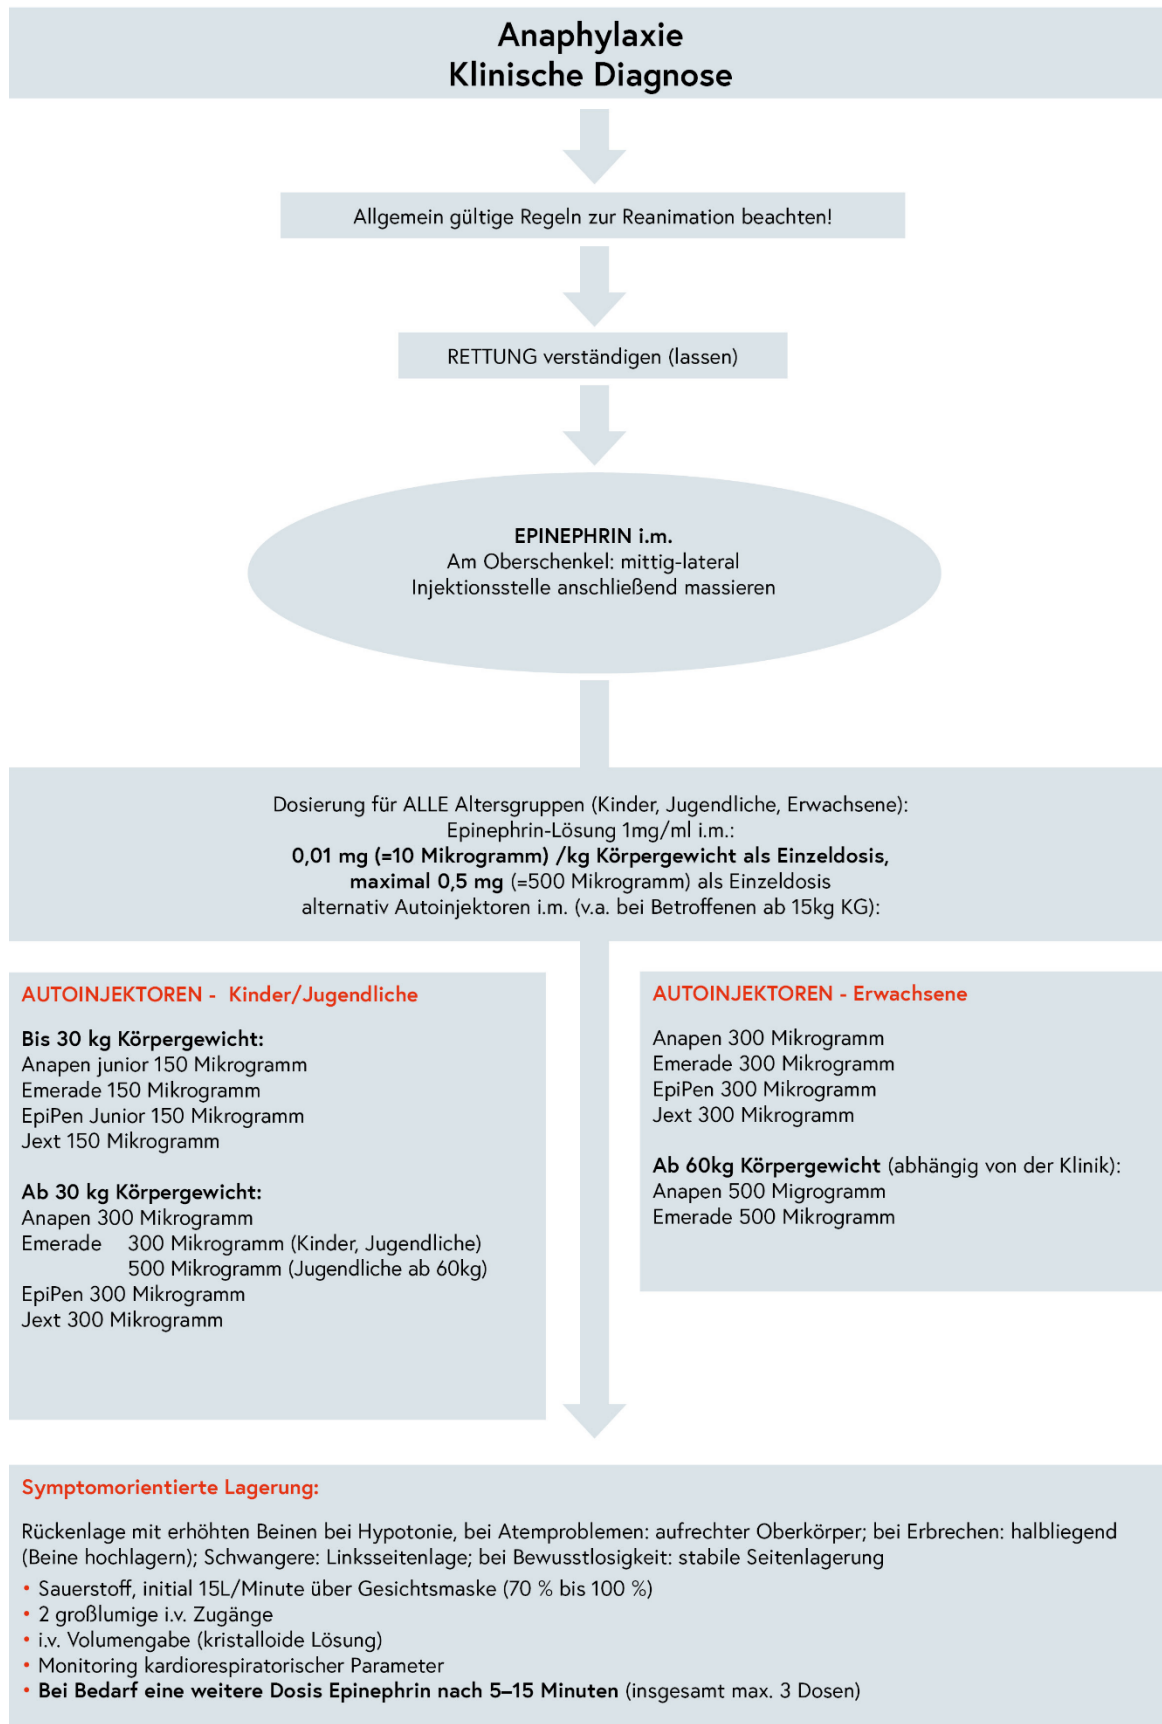 Anaphylaxie
Klinische Diagnose
Allgemein gültige Regeln zur Reanimation beachten!
RETTUNG verständigen (lassen)
EPINEPHRIN i.m.
Am Oberschenkel: mittig-lateral
Injektionsstelle anschließend massieren
Dosierung für ALLE Altersgruppen (Kinder, Jugendliche, Erwachsene):
Epinephrin-Lösung 1mg/ml i.m.:
0,01 mg (=10 Mikrogramm) /kg Körpergewicht als Einzeldosis,
maximal 0,5 mg (=500 Mikrogramm) als Einzeldosis
alternativ Autoinjektoren i.m. (v.a. bei Betroffenen ab 15kg KG):
AUTOINJEKTOREN - Kinder/Jugendliche
Bis 30 kg Körpergewicht:
Anapen junior 150 Mikrogramm
Emerade 150 Mikrogramm
EpiPen Junior 150 Mikrogramm
Jext 150 Mikrogramm
Ab 30 kg Körpergewicht:
Anapen 300 Mikrogramm
Emerade 300 Mikrogramm (Kinder, Jugendliche)
500 Mikrogramm (Jugendliche ab 60kg)
EpiPen 300 Mikrogramm
Jext 300 Mikrogramm
AUTOINJEKTOREN - Erwachsene
Anapen 300 Mikrogramm
Emerade 300 Mikrogramm
EpiPen 300 Mikrogramm
Jext 300 Mikrogramm
Ab 60kg Körpergewicht (abhängig von der Klinik):
Anapen 500 Migrogramm
Emerade 500 Mikrogramm
Symptomorientierte Lagerung:
Rückenlage mit erhöhten Beinen bei Hypotonie, bei Atemproblemen: aufrechter Oberkörper; bei Erbrechen: halbliegend
(Beine hochlagern); Schwangere: Linksseitenlage; bei Bewusstlosigkeit: stabile Seitenlagerung
• Sauerstoff, initial 15L/Minute über Gesichtsmaske (70 % bis 100 %)
• 2 großlumige i.v. Zugänge
• i.v. Volumengabe (kristalloide Lösung)
• Monitoring kardiorespiratorischer Parameter
• Bei Bedarf eine weitere Dosis Epinephrin nach 5–15 Minuten (insgesamt max. 3 Dosen)